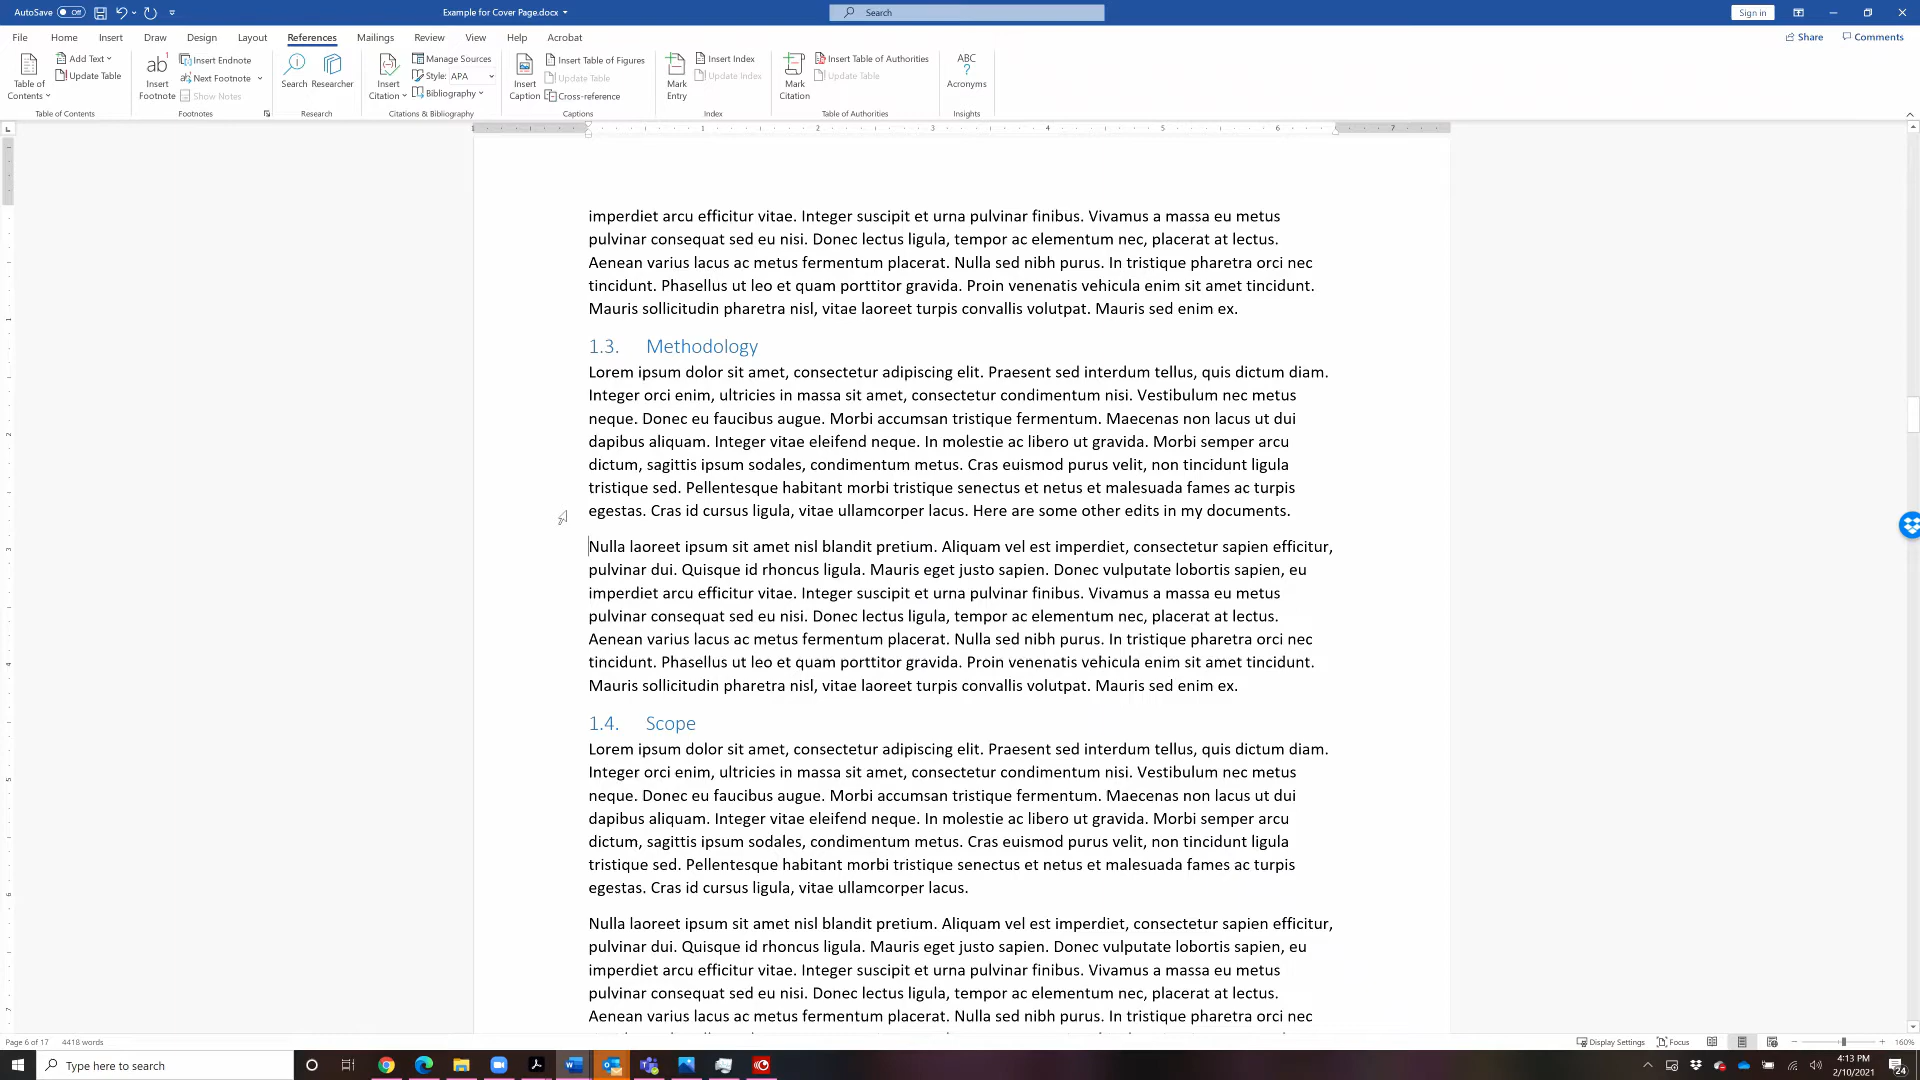 AutoSave Off Example for Cover Page.docx Search Sign in
File Home Insert Draw Design Layout References Mailings Review View Help Acrobat Share Comments
Table of Contents
Add Text
Update Table
Table of Contents
ab
Insert Footnote
Insert Endnote
Next Footnote
Show Notes
Footnotes
Search Researcher
Research
Insert Citation
Manage Sources
Style: APA
Bibliography
Citations & Bibliography
Insert Caption
Insert Table of Figures
Update Table
Cross-reference
Captions
Mark Entry
Insert Index
Update Index
Index
Mark Citation
Insert Table of Authorities
Update Table
Table of Authorities
ABC
?
Acronyms
Insights
1 2 3 4 5 6 7
imperdiet arcu efficitur vitae. Integer suscipit et urna pulvinar finibus. Vivamus a massa eu metus
pulvinar consequat sed eu nisi. Donec lectus ligula, tempor ac elementum nec, placerat at lectus.
Aenean varius lacus ac metus fermentum placerat. Nulla sed nibh purus. In tristique pharetra orci nec
tincidunt. Phasellus ut leo et quam porttitor gravida. Proin venenatis vehicula enim sit amet tincidunt.
Mauris sollicitudin pharetra nisl, vitae laoreet turpis convallis volutpat. Mauris sed enim ex.
1.3. Methodology
Lorem ipsum dolor sit amet, consectetur adipiscing elit. Praesent sed interdum tellus, quis dictum diam.
Integer orci enim, ultricies in massa sit amet, consectetur condimentum nisi. Vestibulum nec metus
neque. Donec eu faucibus augue. Morbi accumsan tristique fermentum. Maecenas non lacus ut dui
dapibus aliquam. Integer vitae eleifend neque. In molestie ac libero ut gravida. Morbi semper arcu
dictum, sagittis ipsum sodales, condimentum metus. Cras euismod purus velit, non tincidunt ligula
tristique sed. Pellentesque habitant morbi tristique senectus et netus et malesuada fames ac turpis
egestas. Cras id cursus ligula, vitae ullamcorper lacus. Here are some other edits in my documents.
Nulla laoreet ipsum sit amet nisl blandit pretium. Aliquam vel est imperdiet, consectetur sapien efficitur,
pulvinar dui. Quisque id rhoncus ligula. Mauris eget justo sapien. Donec vulputate lobortis sapien, eu
imperdiet arcu efficitur vitae. Integer suscipit et urna pulvinar finibus. Vivamus a massa eu metus
pulvinar consequat sed eu nisi. Donec lectus ligula, tempor ac elementum nec, placerat at lectus.
Aenean varius lacus ac metus fermentum placerat. Nulla sed nibh purus. In tristique pharetra orci nec
tincidunt. Phasellus ut leo et quam porttitor gravida. Proin venenatis vehicula enim sit amet tincidunt.
Mauris sollicitudin pharetra nisl, vitae laoreet turpis convallis volutpat. Mauris sed enim ex.
1.4. Scope
Lorem ipsum dolor sit amet, consectetur adipiscing elit. Praesent sed interdum tellus, quis dictum diam.
Integer orci enim, ultricies in massa sit amet, consectetur condimentum nisi. Vestibulum nec metus
neque. Donec eu faucibus augue. Morbi accumsan tristique fermentum. Maecenas non lacus ut dui
dapibus aliquam. Integer vitae eleifend neque. In molestie ac libero ut gravida. Morbi semper arcu
dictum, sagittis ipsum sodales, condimentum metus. Cras euismod purus velit, non tincidunt ligula
tristique sed. Pellentesque habitant morbi tristique senectus et netus et malesuada fames ac turpis
egestas. Cras id cursus ligula, vitae ullamcorper lacus.
Nulla laoreet ipsum sit amet nisl blandit pretium. Aliquam vel est imperdiet, consectetur sapien efficitur,
pulvinar dui. Quisque id rhoncus ligula. Mauris eget justo sapien. Donec vulputate lobortis sapien, eu
imperdiet arcu efficitur vitae. Integer suscipit et urna pulvinar finibus. Vivamus a massa eu metus
pulvinar consequat sed eu nisi. Donec lectus ligula, tempor ac elementum nec, placerat at lectus.
Aenean varius lacus ac metus fermentum placerat. Nulla sed nibh purus. In tristique pharetra orci nec
Page 6 of 17 4418 words Display Settings Focus 160%
Type here to search
4:13 PM
2/10/2021
24